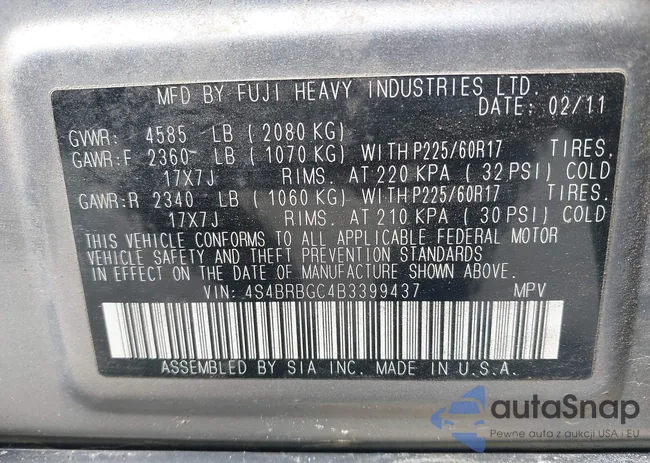 MFD BY FUJI HEAVY INDUSTRIES LTD.
DATE: 02/11
GVWR: 4585 LB ( 2080 KG)
GAWR:F 2360 LB ( 1070 KG) WITH P225/60R17 TIRES,
17X7J RIMS. AT 220 KPA ( 32 PSI) COLD
GAWR:R 2340 LB ( 1060 KG) WITH P225/60R17 TIRES,
17X7J RIMS. AT 210 KPA ( 30 PSI) COLD
THIS VEHICLE CONFORMS TO ALL APPLICABLE FEDERAL MOTOR
VEHICLE SAFETY AND THEFT PREVENTION STANDARDS
IN EFFECT ON THE DATE OF MANUFACTURE SHOWN ABOVE.
VIN: 4S4BRBGC4B3399437 MPV
ASSEMBLED BY SIA INC. MADE IN U.S.A.
autaSnap
Pewne auta z aukcji USA i EU